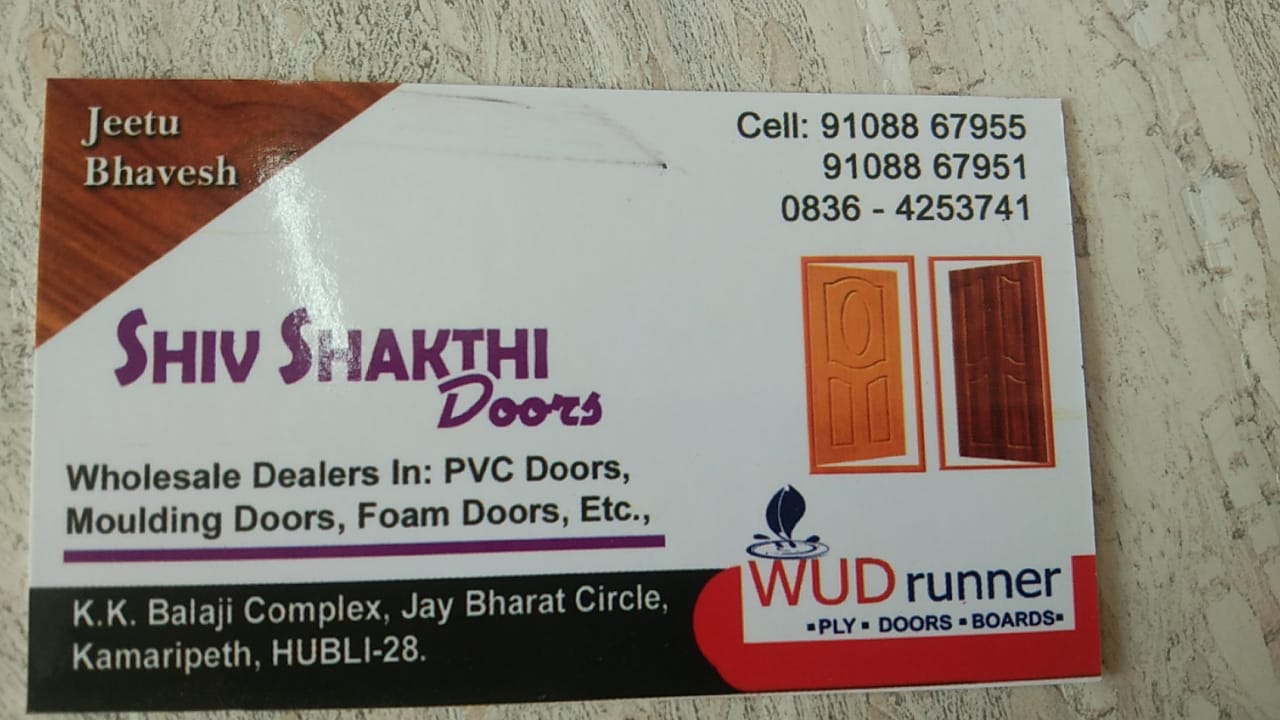 Jeetu
Bhavesh
Cell: 91088 67955
91088 67951
0836 - 4253741
SHIV SHAKTHI
Doors
Wholesale Dealers In: PVC Doors,
Moulding Doors, Foam Doors, Etc.,
K.K. Balaji Complex, Jay Bharat Circle,
Kamaripeth, HUBLI-28.
WUD runner
▪PLY▪ DOORS ▪BOARDS▪